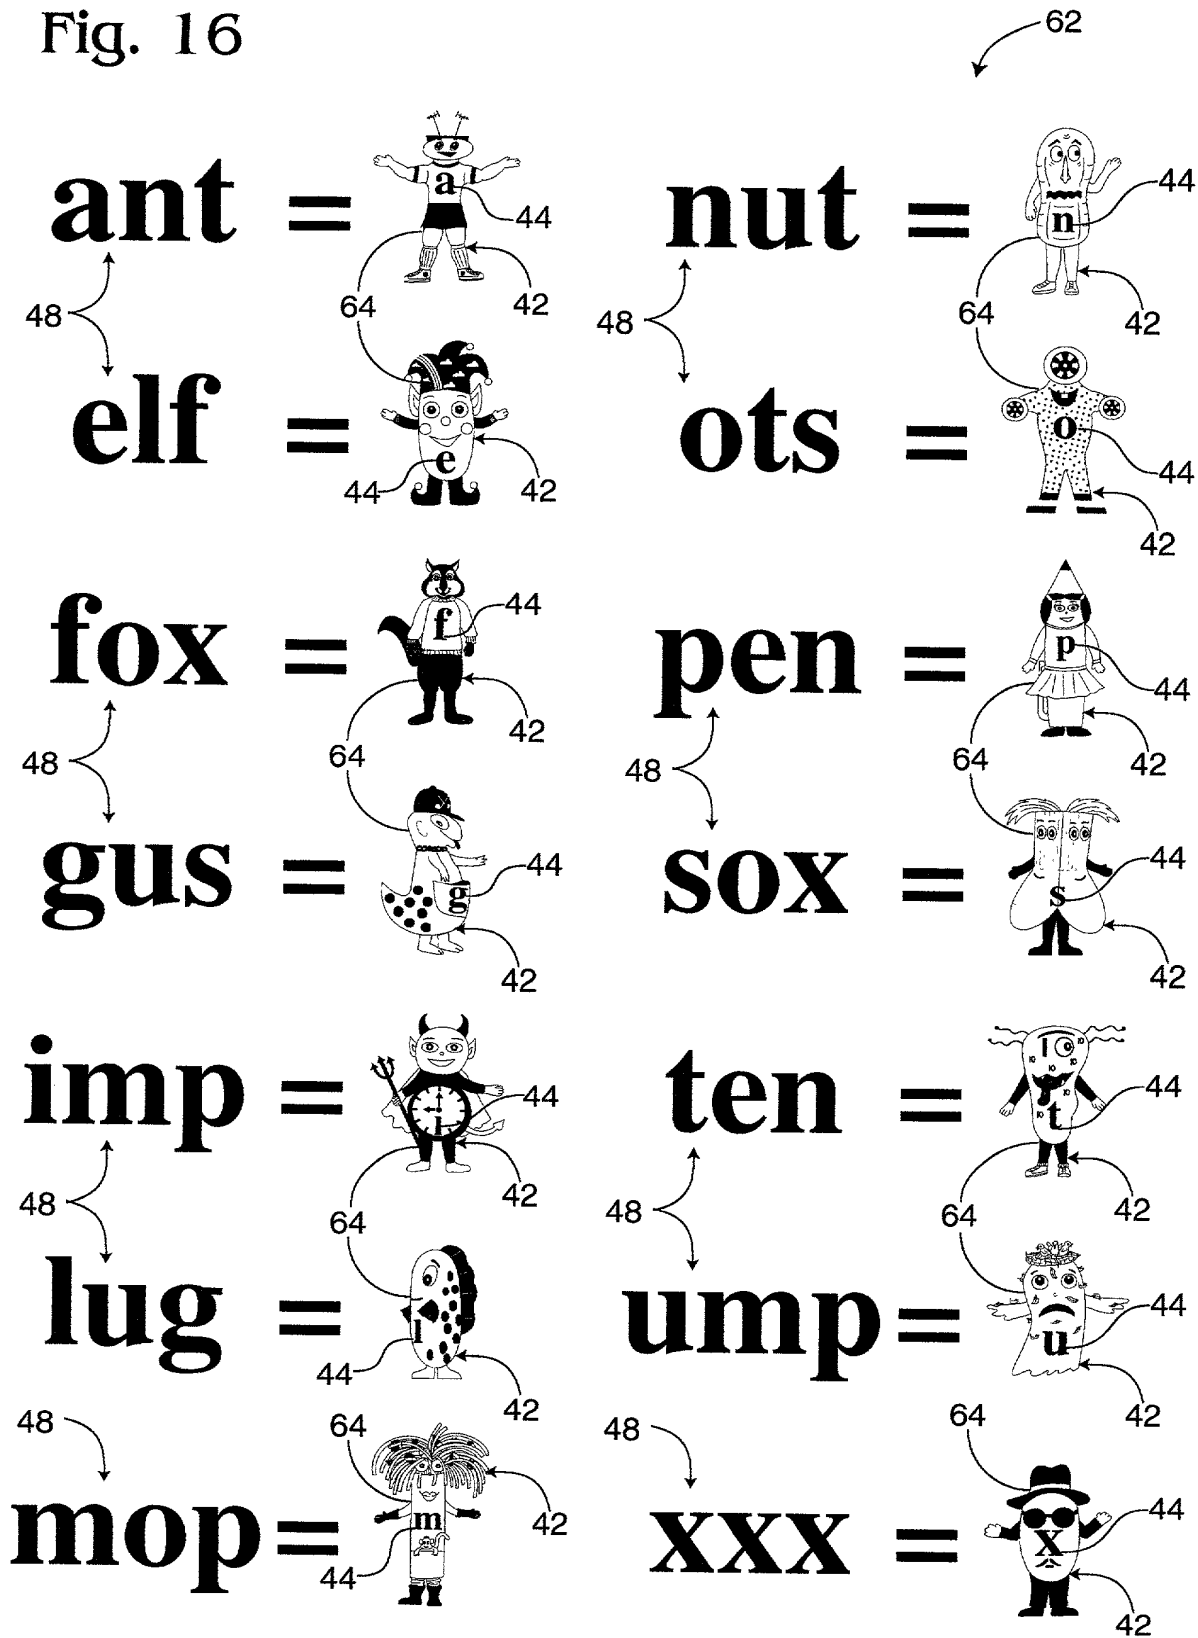 Fig. 16
62
ant = a 44
64
42
48
elf = e 44
42
fox = f 44
64
42
48
gus = g 44
42
imp = i 44
64
42
48
lug = l 44
42
48
64
mop = m 44
42
nut = n 44
64
42
48
ots = o 44
42
pen = p 44
64
42
48
sox = s 44
42
ten = 10 t 44
64
42
48
ump = u 44
42
48
64
xxx = x 44
42